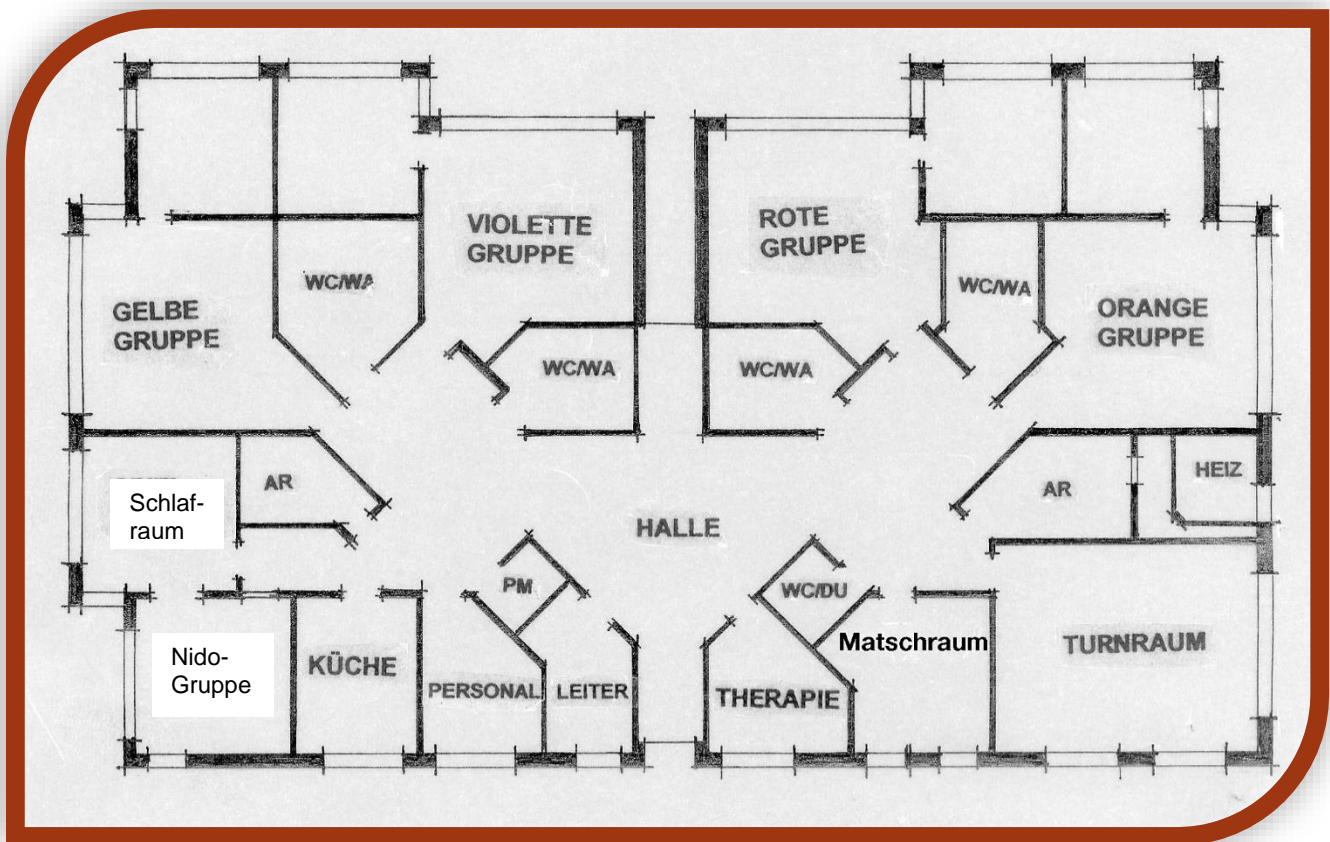 VIOLETTE
GRUPPE
ROTE
GRUPPE
WC/WA
WC/WA
GELBE
GRUPPE
ORANGE
GRUPPE
WC/WA
WC/WA
AR
Schlaf-
raum
HALLE
AR
HEIZ
PM
WC/DU
Nido-
Gruppe
KÜCHE
PERSONAL
LEITER
THERAPIE
Matschraum
TURNRAUM